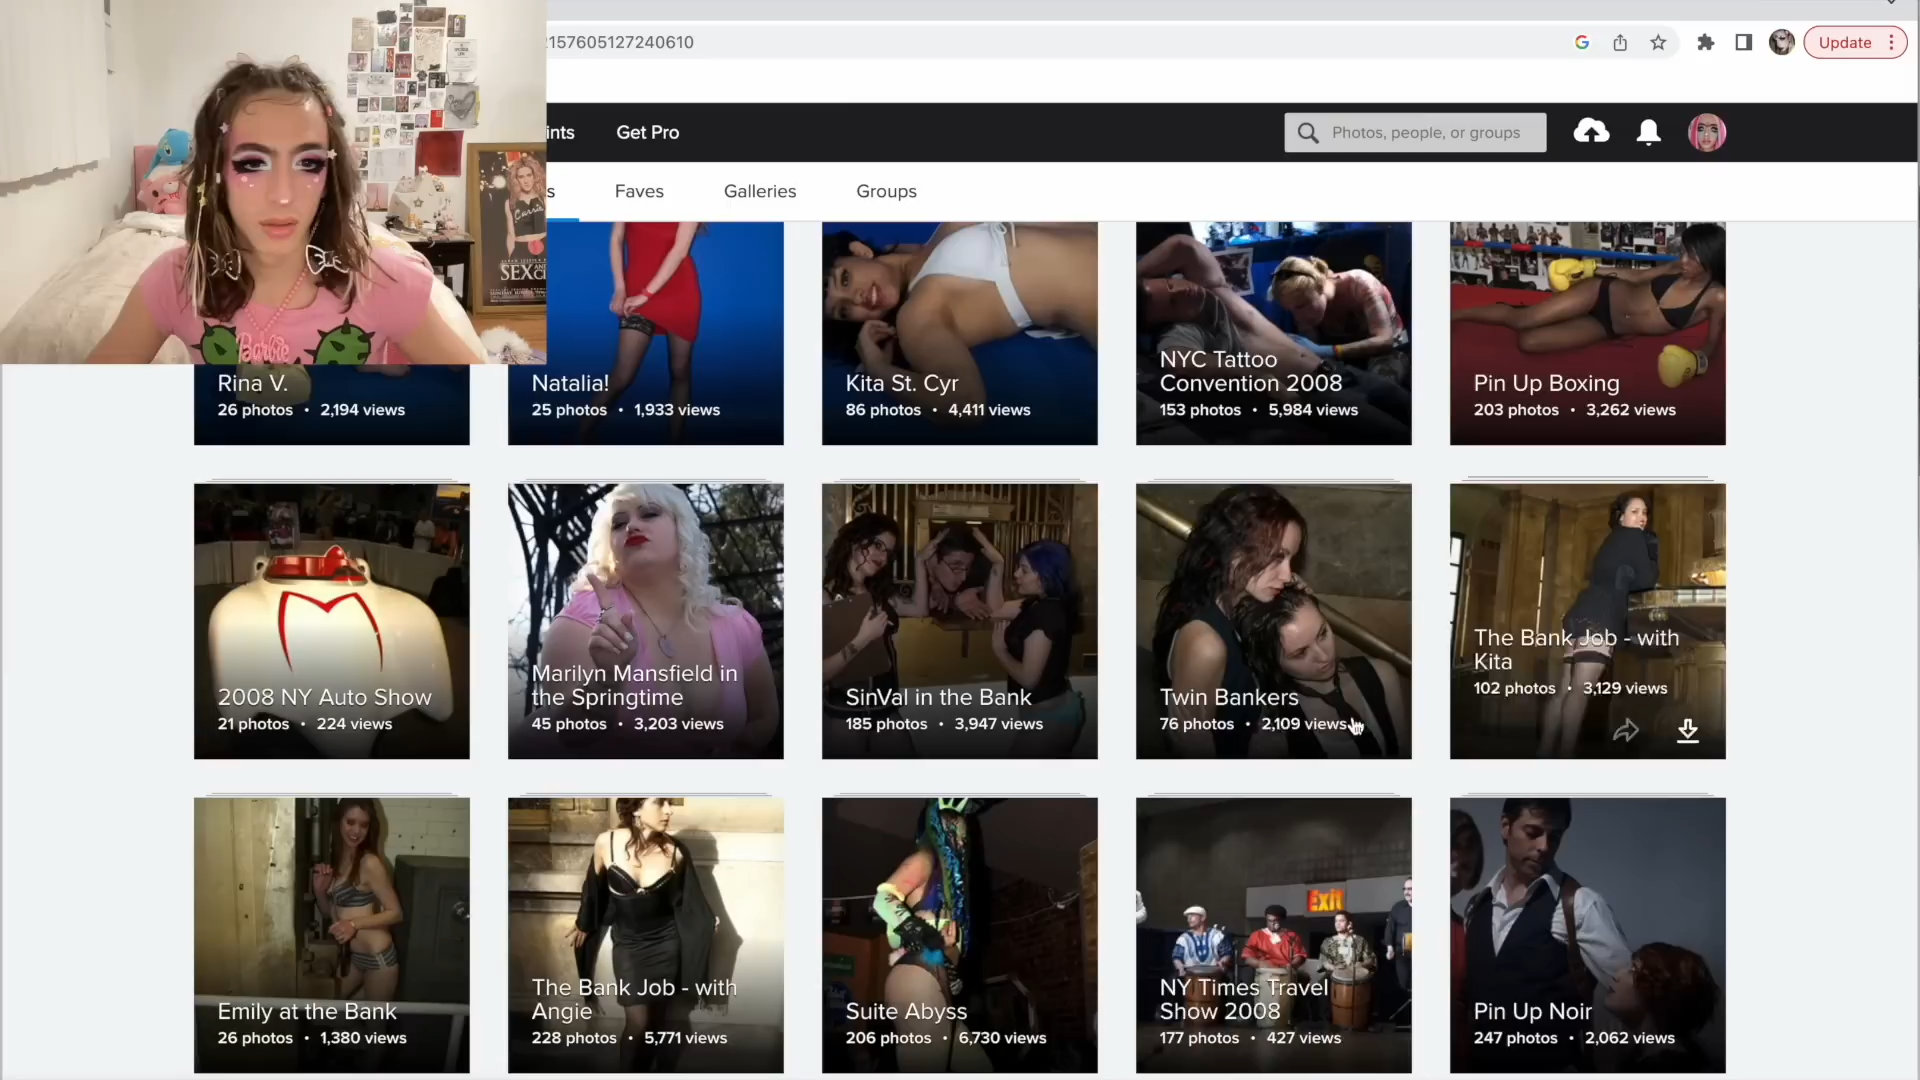 2157605127240610
Update
ints
Get Pro
Photos, people, or groups
s
Faves
Galleries
Groups
Carrie
SEX
Barbie
Rina V.
26 photos • 2,194 views
Natalia!
25 photos • 1,933 views
Kita St. Cyr
86 photos • 4,411 views
NYC Tattoo
Convention 2008
153 photos • 5,984 views
Pin Up Boxing
203 photos • 3,262 views
2008 NY Auto Show
21 photos • 224 views
Marilyn Mansfield in
the Springtime
45 photos • 3,203 views
SinVal in the Bank
185 photos • 3,947 views
Twin Bankers
76 photos • 2,109 views
The Bank Job - with
Kita
102 photos • 3,129 views
Emily at the Bank
26 photos • 1,380 views
The Bank Job - with
Angie
228 photos • 5,771 views
Suite Abyss
206 photos • 6,730 views
Exit
NY Times Travel
Show 2008
177 photos • 427 views
Pin Up Noir
247 photos • 2,062 views